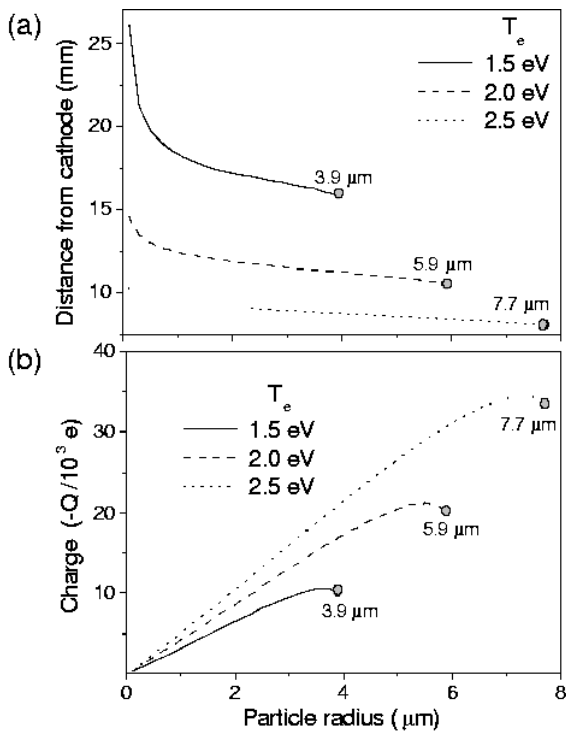 (a)
Distance from cathode (mm)
25
20
15
10
T_e
1.5 eV
2.0 eV
2.5 eV
3.9 μm
5.9 μm
7.7 μm
(b)
Charge (-Q/10³ e)
40
30
20
10
T_e
1.5 eV
2.0 eV
2.5 eV
7.7 μm
5.9 μm
3.9 μm
0 2 4 6 8
Particle radius (μm)